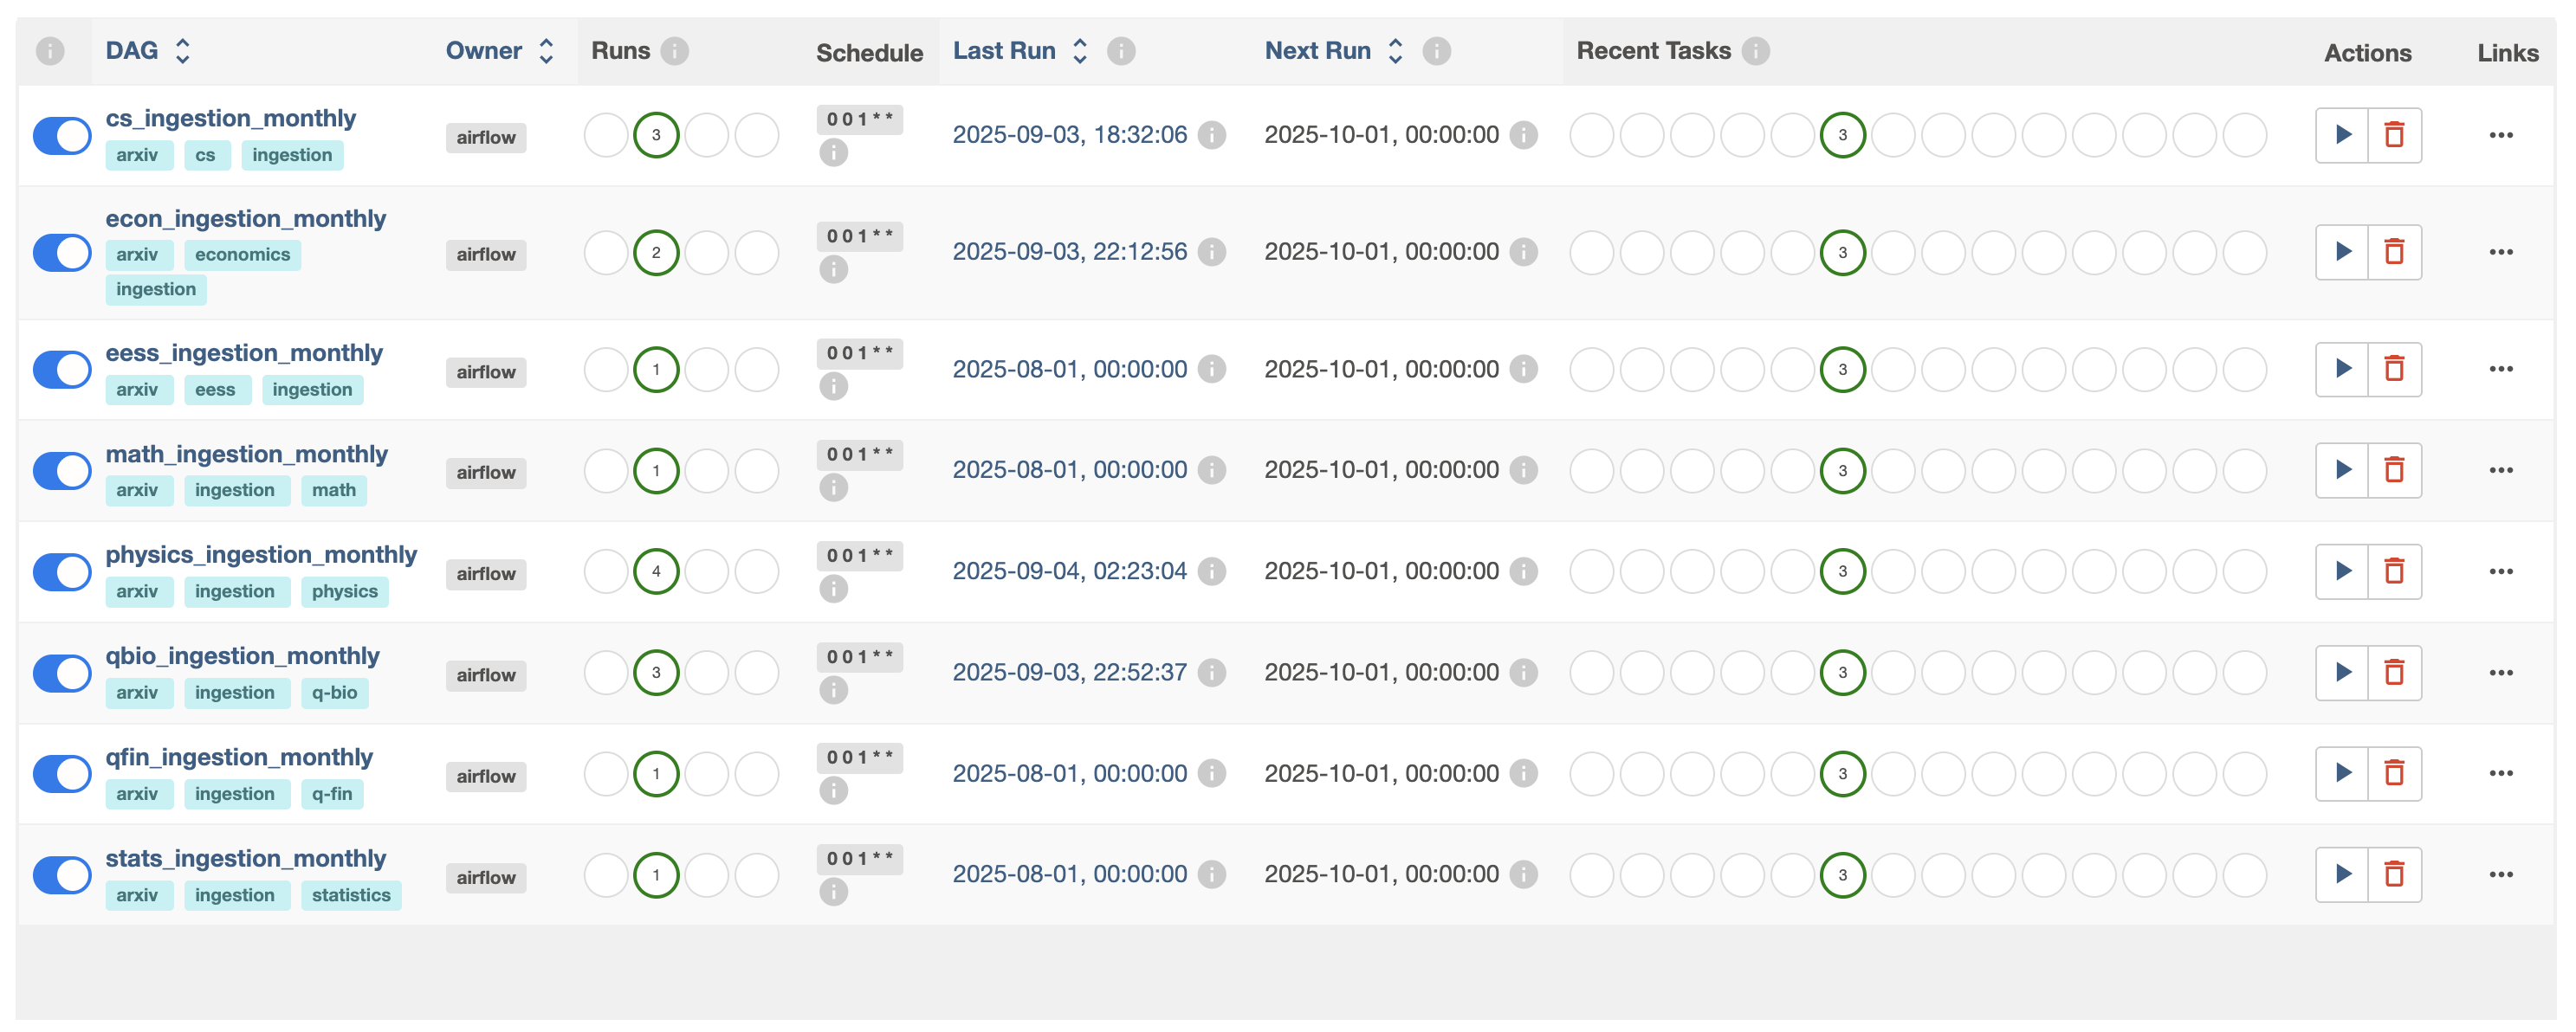 DAG Owner Runs Schedule Last Run Next Run Recent Tasks Actions Links
cs_ingestion_monthly
arxiv cs ingestion
airflow
3
0 0 1 * *
2025-09-03, 18:32:06
2025-10-01, 00:00:00
3
econ_ingestion_monthly
arxiv economics
ingestion
airflow
2
0 0 1 * *
2025-09-03, 22:12:56
2025-10-01, 00:00:00
3
eess_ingestion_monthly
arxiv eess ingestion
airflow
1
0 0 1 * *
2025-08-01, 00:00:00
2025-10-01, 00:00:00
3
math_ingestion_monthly
arxiv ingestion math
airflow
1
0 0 1 * *
2025-08-01, 00:00:00
2025-10-01, 00:00:00
3
physics_ingestion_monthly
arxiv ingestion physics
airflow
4
0 0 1 * *
2025-09-04, 02:23:04
2025-10-01, 00:00:00
3
qbio_ingestion_monthly
arxiv ingestion q-bio
airflow
3
0 0 1 * *
2025-09-03, 22:52:37
2025-10-01, 00:00:00
3
qfin_ingestion_monthly
arxiv ingestion q-fin
airflow
1
0 0 1 * *
2025-08-01, 00:00:00
2025-10-01, 00:00:00
3
stats_ingestion_monthly
arxiv ingestion statistics
airflow
1
0 0 1 * *
2025-08-01, 00:00:00
2025-10-01, 00:00:00
3